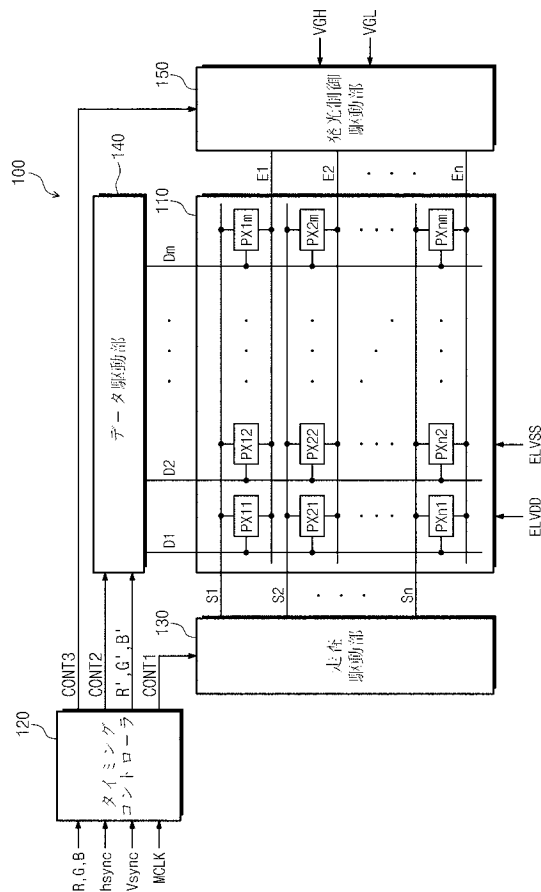 100
R,G,B
hsync
Vsync
MCLK
120
タイミング
コントローラ
CONT3
CONT2
R',G',B'
CONT1
データ駆動部
140
D1
D2
Dm
130
走査
駆動部
S1
S2
Sn
110
PX11
PX12
PX1m
PX21
PX22
PX2m
PXn1
PXn2
PXnm
E1
E2
En
150
発光制御
駆動部
VGH
VGL
ELVDD
ELVSS